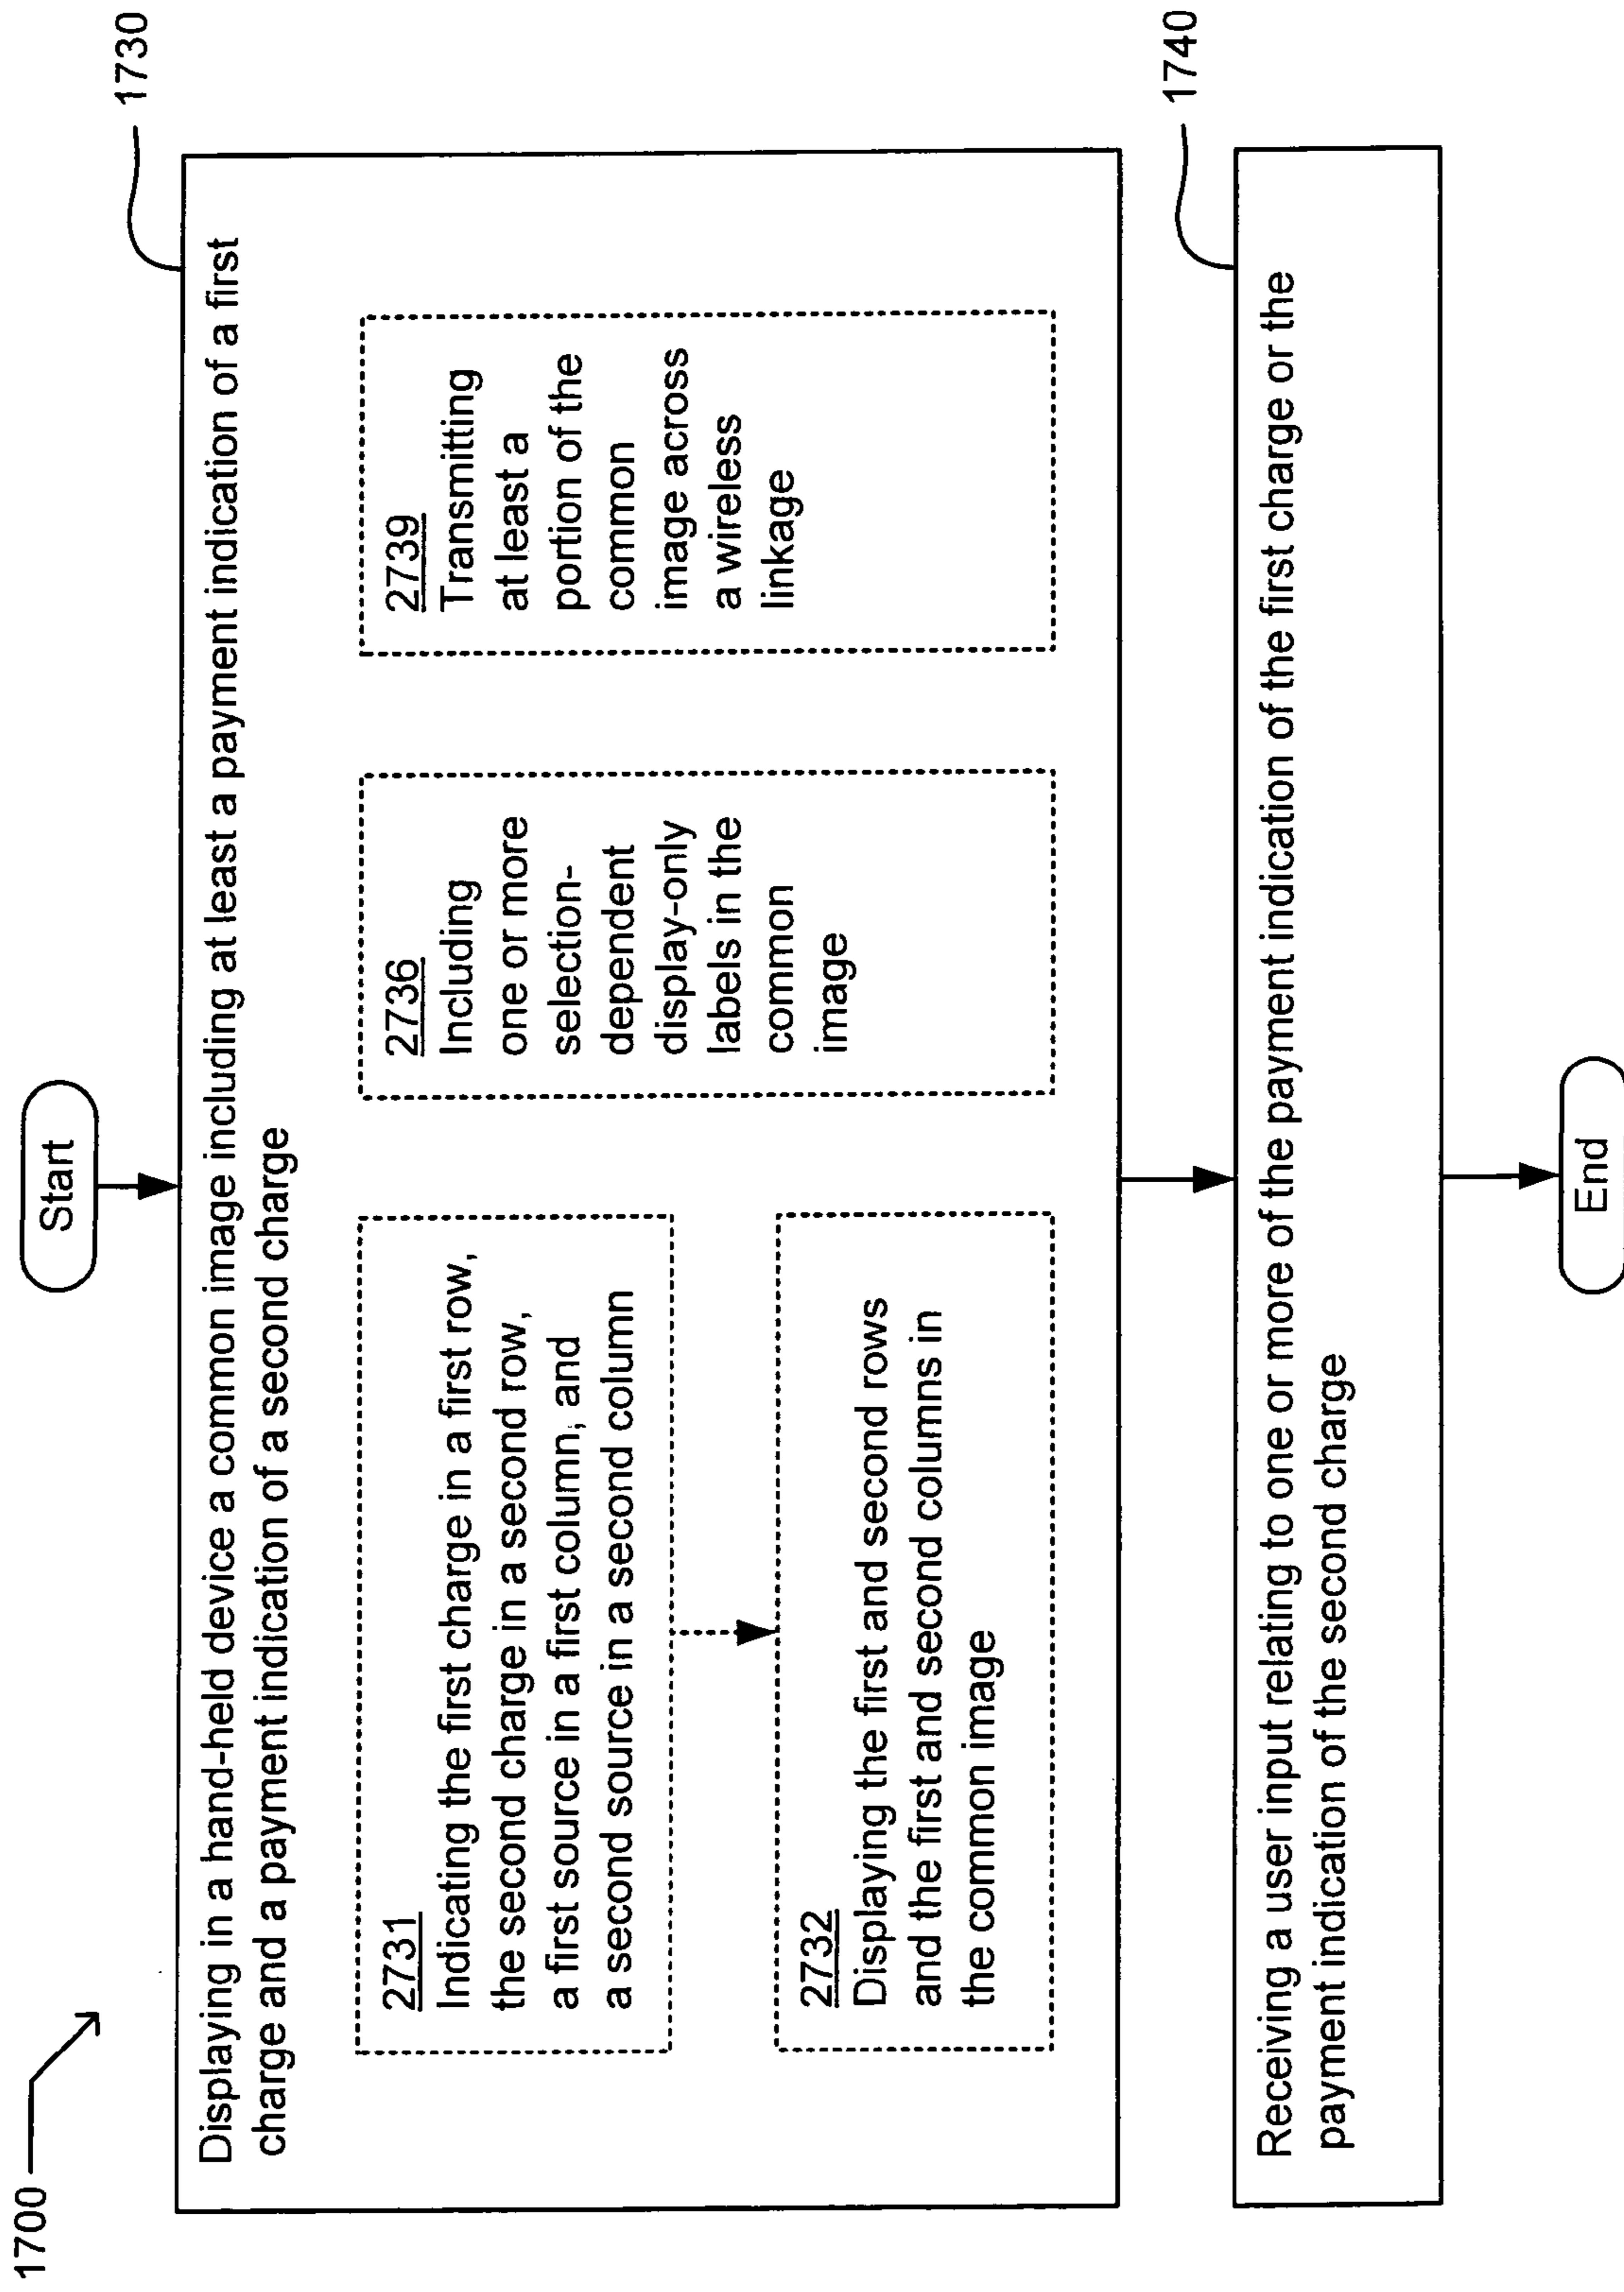 1700
Start
1730
Displaying in a hand-held device a common image including at least a payment indication of a first
charge and a payment indication of a second charge
2731
Indicating the first charge in a first row,
the second charge in a second row,
a first source in a first column, and
a second source in a second column
2732
Displaying the first and second rows
and the first and second columns in
the common image
2736
Including
one or more
selection-
dependent
display-only
labels in the
common
image
2739
Transmitting
at least a
portion of the
common
image across
a wireless
linkage
1740
Receiving a user input relating to one or more of the payment indication of the first charge or the
payment indication of the second charge
End